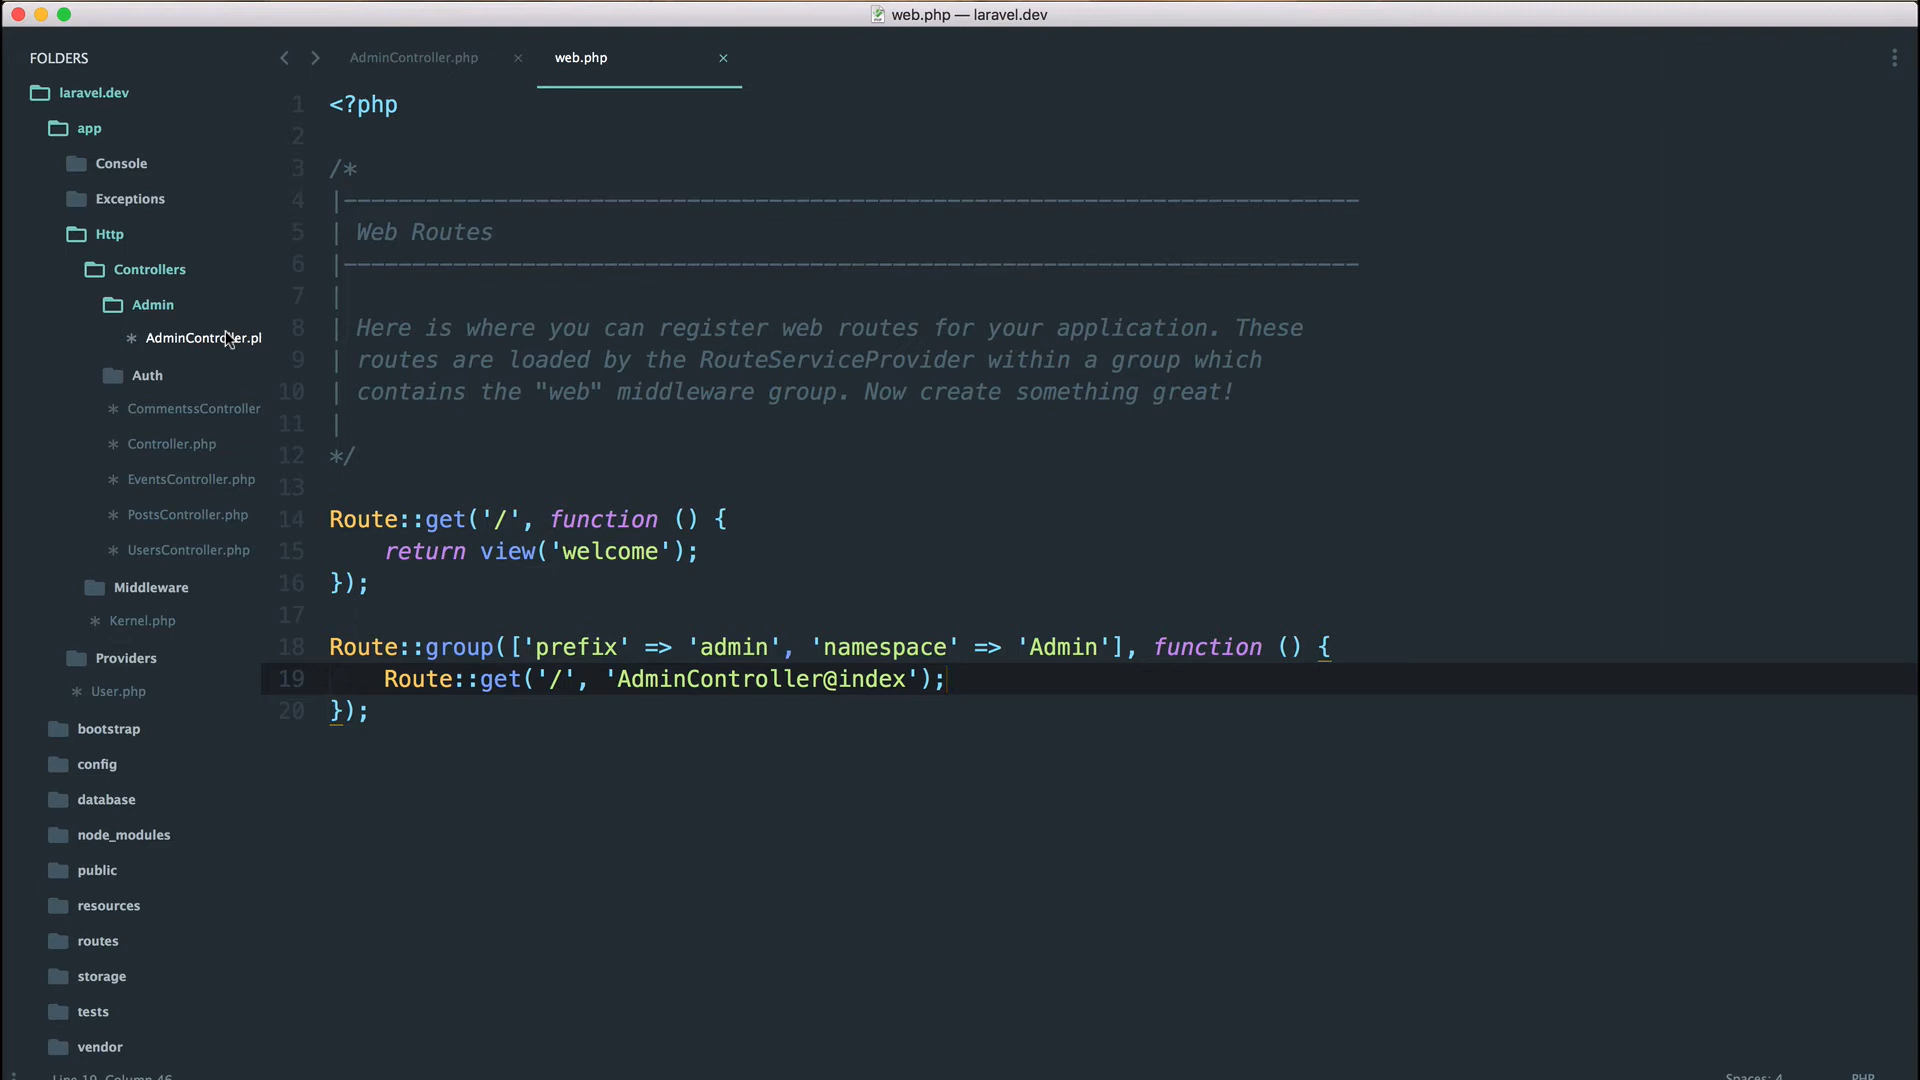 web.php — laravel.dev
FOLDERS
laravel.dev
app
Console
Exceptions
Http
Controllers
Admin
AdminController.pl
Auth
CommentssController
Controller.php
EventsController.php
PostsController.php
UsersController.php
Middleware
Kernel.php
Providers
User.php
bootstrap
config
database
node_modules
public
resources
routes
storage
tests
vendor
AdminController.php ×
web.php ×
1 <?php
2
3 /*
4 |--------------------------------------------------------------------------
5 | Web Routes
6 |--------------------------------------------------------------------------
7 |
8 | Here is where you can register web routes for your application. These
9 | routes are loaded by the RouteServiceProvider within a group which
10 | contains the "web" middleware group. Now create something great!
11 |
12 */
13
14 Route::get('/', function () {
15     return view('welcome');
16 });
17
18 Route::group(['prefix' => 'admin', 'namespace' => 'Admin'], function () {
19     Route::get('/', 'AdminController@index');
20 });
Line 19, Column 46
Spaces: 4
PHP